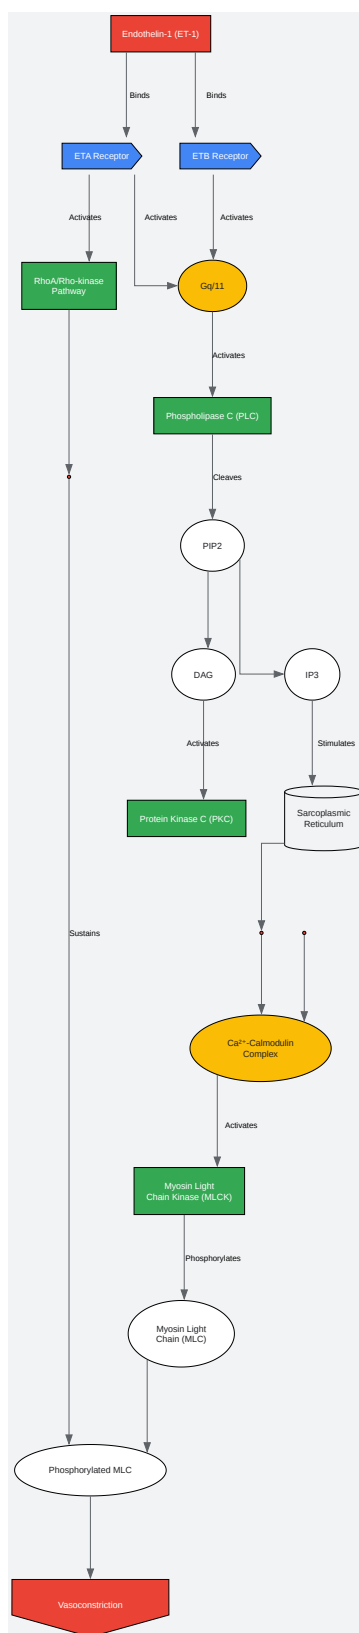 Endothelin-1 (ET-1)
Binds
Binds
ETA Receptor
ETB Receptor
Activates
Activates
Activates
RhoA/Rho-kinase
Pathway
Gq/11
Activates
Phospholipase C (PLC)
Cleaves
PIP2
DAG
IP3
Activates
Stimulates
Sarcoplasmic
Reticulum
Protein Kinase C (PKC)
Sustains
Ca²⁺-Calmodulin
Complex
Activates
Myosin Light
Chain Kinase (MLCK)
Phosphorylates
Myosin Light
Chain (MLC)
Phosphorylated MLC
Vasoconstriction